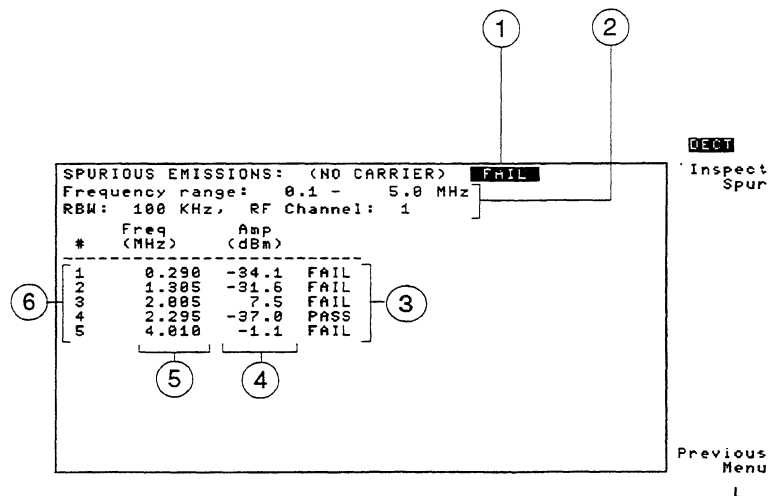 1
2
DECT
SPURIOUS EMISSIONS: (NO CARRIER) FAIL
Inspect
Spur
Frequency range: 0.1 - 5.0 MHz
RBW: 100 KHz, RF Channel: 1
Freq Amp
# (MHz) (dBm)
1 0.290 -34.1 FAIL
2 1.305 -31.6 FAIL
3 2.005 7.5 FAIL
4 2.295 -37.0 PASS
5 4.010 -1.1 FAIL
6
3
5
4
Previous
Menu